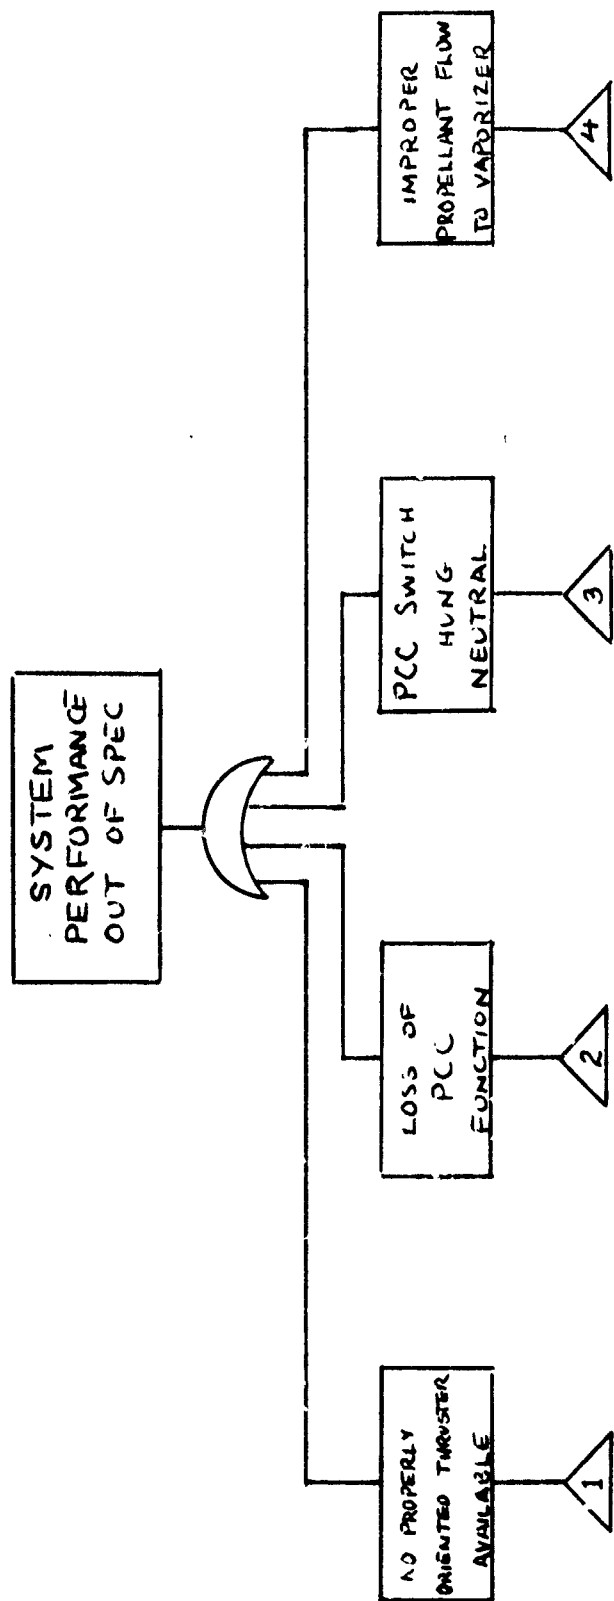 SYSTEM
PERFORMANCE
OUT OF SPEC
NO PROPERLY
ORIENTED THRUSTER
AVAILABLE
1
LOSS OF
PCC
FUNCTION
2
PCC SWITCH
HUNG
NEUTRAL
3
IMPROPER
PROPELLANT FLOW
TO VAPORIZER
4